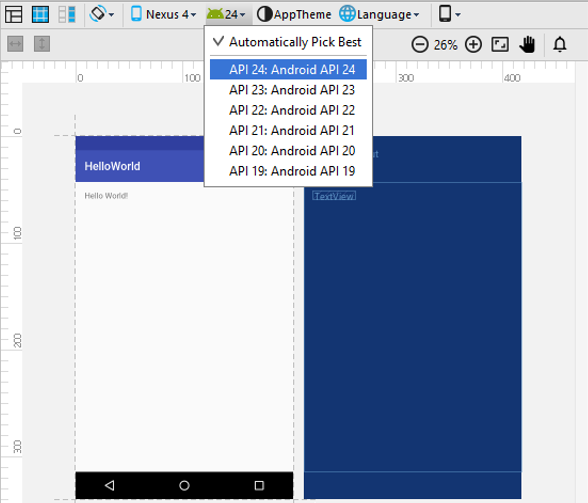 Nexus 4 24 AppTheme Language
Automatically Pick Best
26%
API 24: Android API 24
API 23: Android API 23
API 22: Android API 22
API 21: Android API 21
API 20: Android API 20
API 19: Android API 19
0 100 300 400
0
100
200
300
HelloWorld
Hello World!
TextView